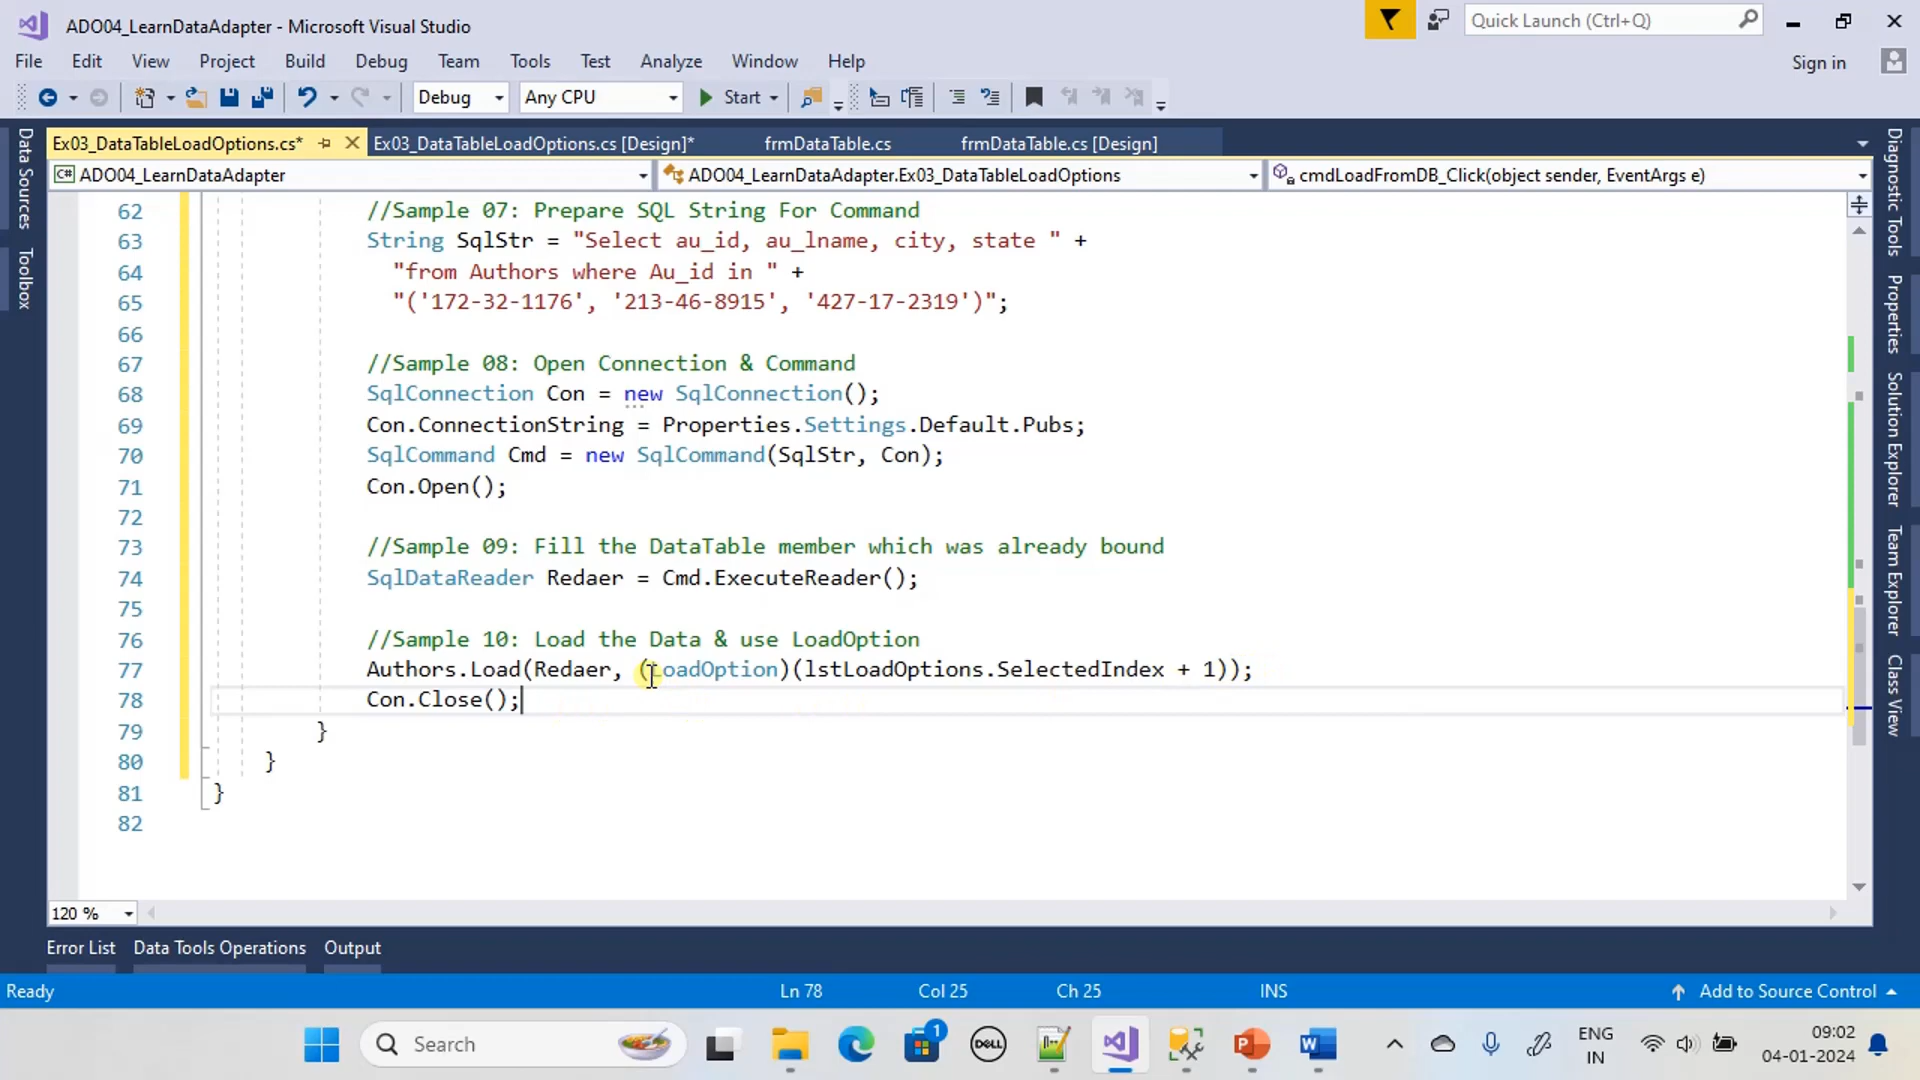 ADO04_LearnDataAdapter - Microsoft Visual Studio
Quick Launch (Ctrl+Q)
File Edit View Project Build Debug Team Tools Test Analyze Window Help
Sign in
Debug Any CPU Start
Ex03_DataTableLoadOptions.cs* Ex03_DataTableLoadOptions.cs [Design]* frmDataTable.cs frmDataTable.cs [Design]
C# ADO04_LearnDataAdapter ADO04_LearnDataAdapter.Ex03_DataTableLoadOptions cmdLoadFromDB_Click(object sender, EventArgs e)
Data Sources
Toolbox
62 //Sample 07: Prepare SQL String For Command
63 String SqlStr = "Select au_id, au_lname, city, state " +
64 "from Authors where Au_id in " +
65 "('172-32-1176', '213-46-8915', '427-17-2319')";
66
67 //Sample 08: Open Connection & Command
68 SqlConnection Con = new SqlConnection();
69 Con.ConnectionString = Properties.Settings.Default.Pubs;
70 SqlCommand Cmd = new SqlCommand(SqlStr, Con);
71 Con.Open();
72
73 //Sample 09: Fill the DataTable member which was already bound
74 SqlDataReader Redaer = Cmd.ExecuteReader();
75
76 //Sample 10: Load the Data & use LoadOption
77 Authors.Load(Redaer, (LoadOption)(lstLoadOptions.SelectedIndex + 1));
78 Con.Close();
79 }
80 }
81 }
82
Diagnostic Tools
Properties
Solution Explorer
Team Explorer
Class View
120 %
Error List Data Tools Operations Output
Ready Ln 78 Col 25 Ch 25 INS Add to Source Control
Search
1
DELL
ENG
IN
09:02
04-01-2024